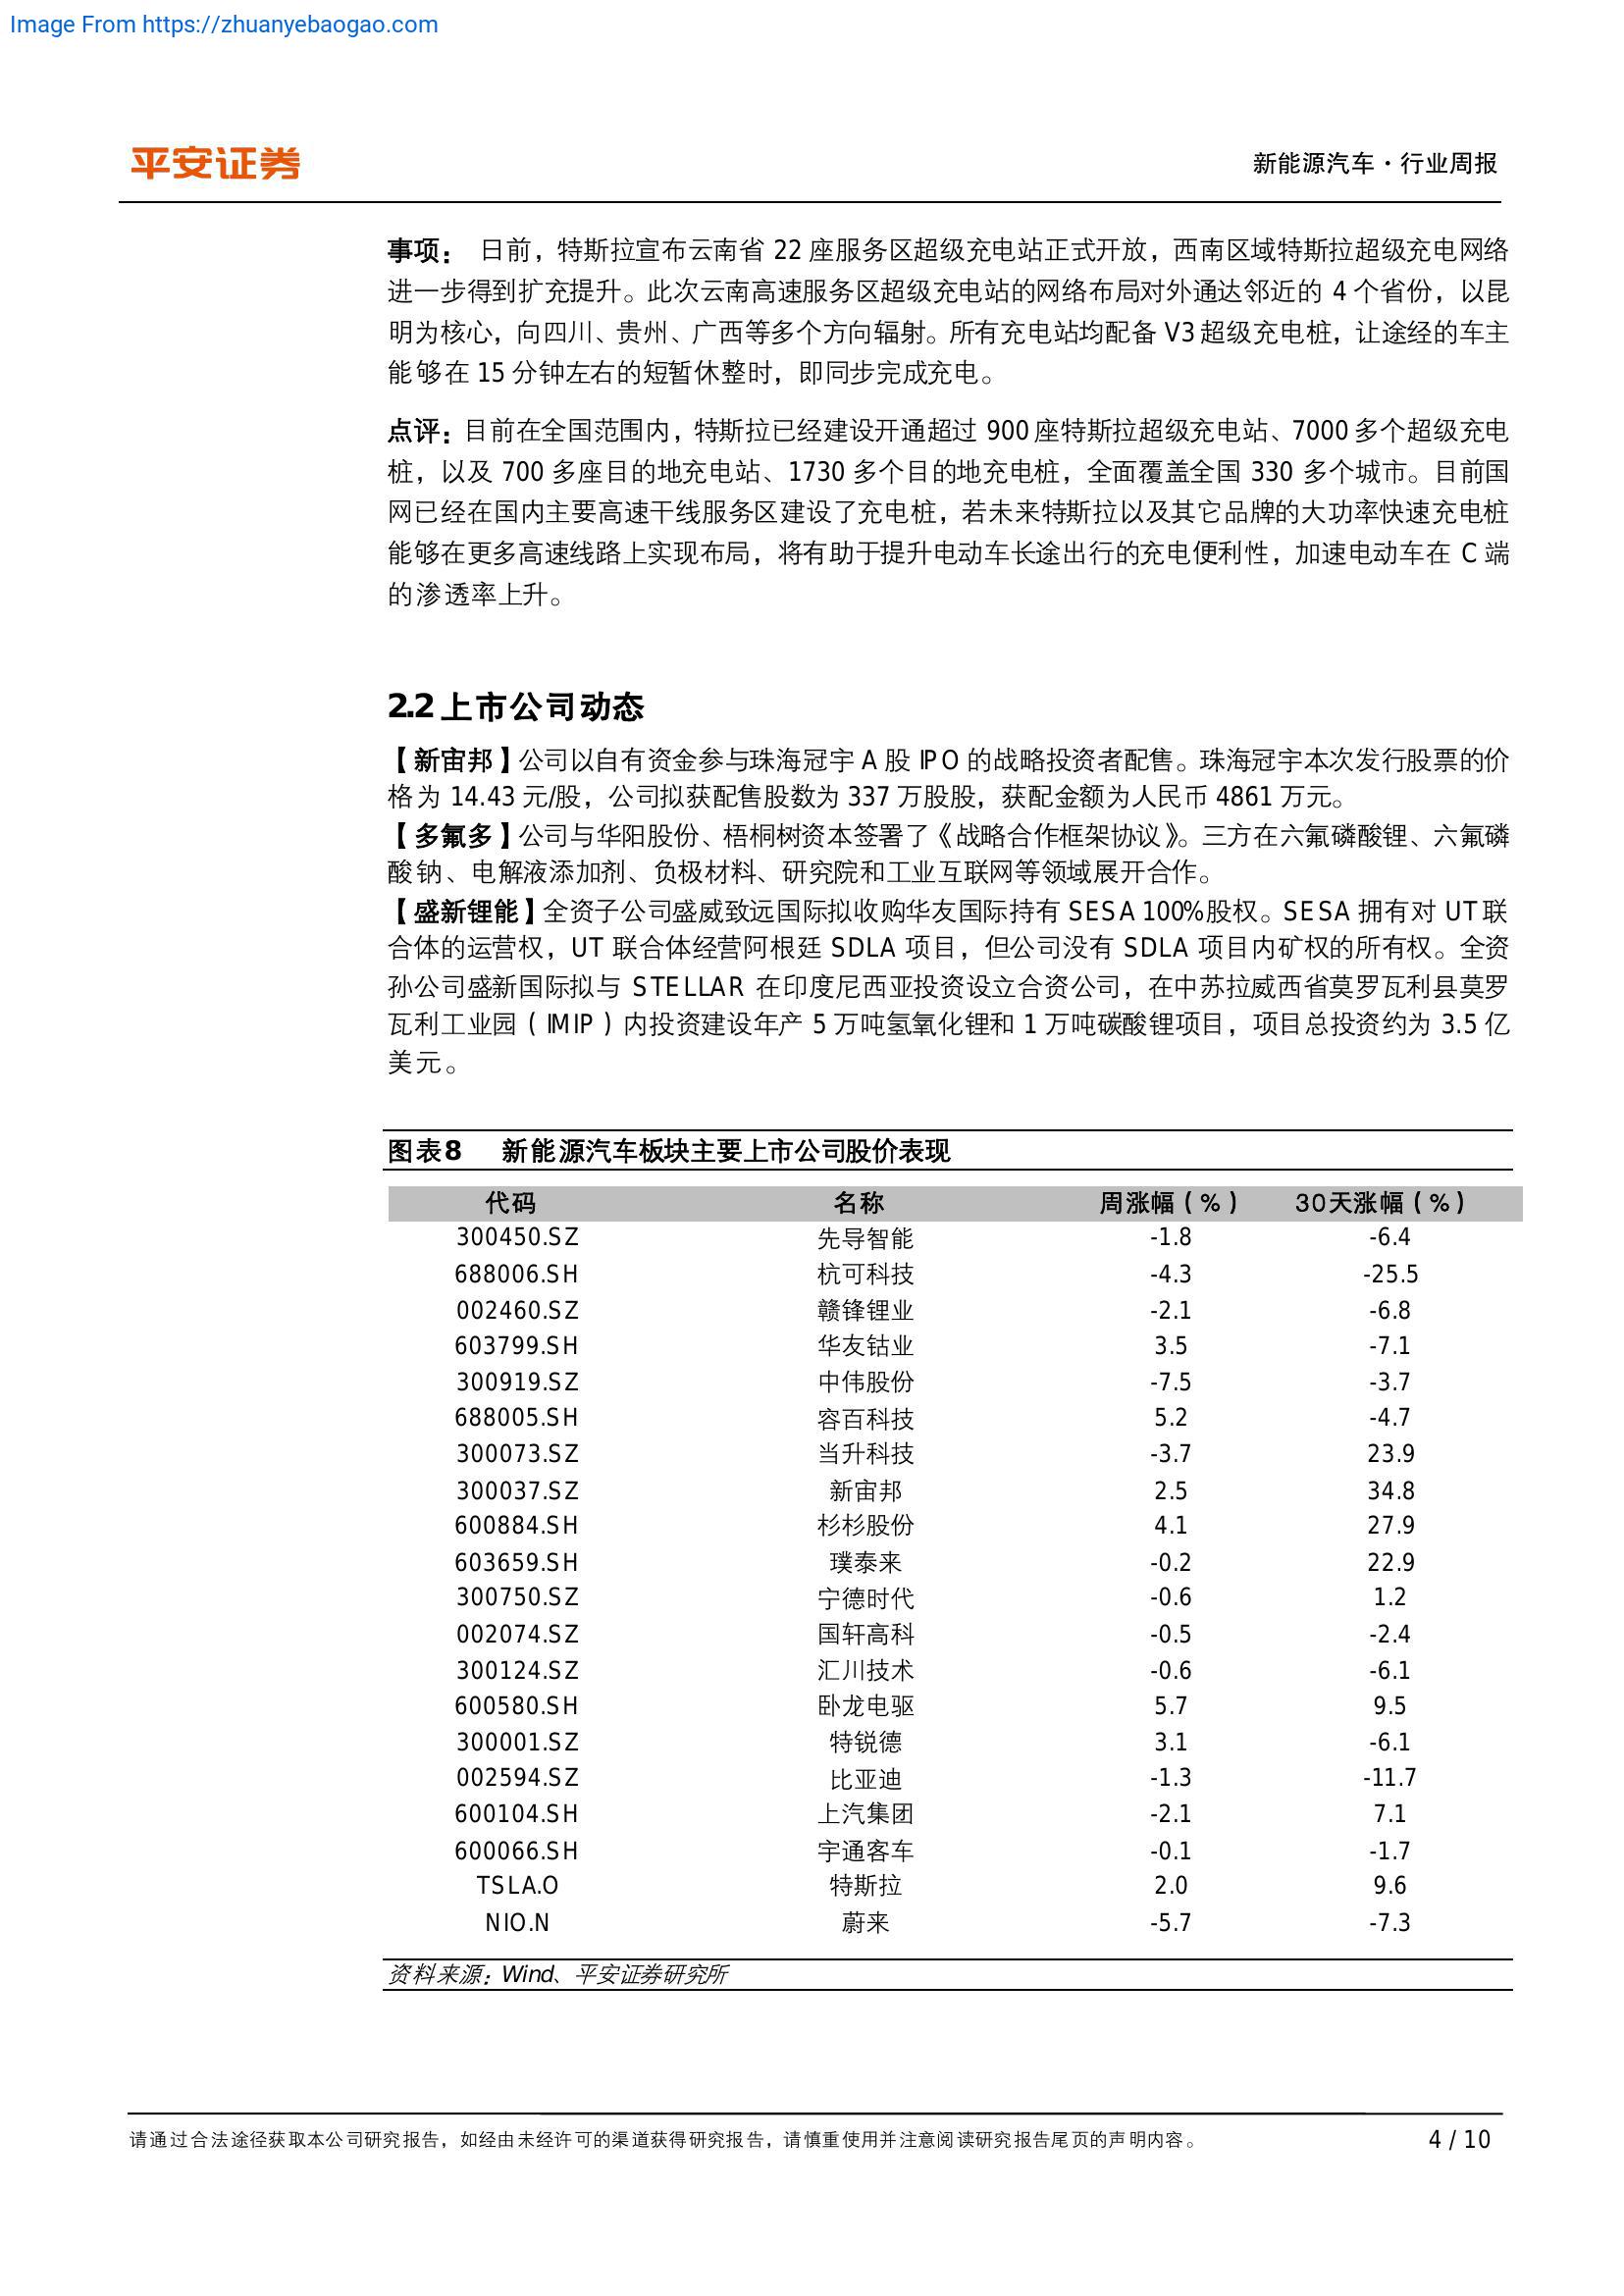 Image From https://zhuanyebaogao.com
平安证券
新能源汽车·行业周报
事项： 日前，特斯拉宣布云南省 22 座服务区超级充电站正式开放，西南区域特斯拉超级充电网络
进一步得到扩充提升。此次云南高速服务区超级充电站的网络布局对外通达邻近的 4 个省份，以昆
明为核心，向四川、贵州、广西等多个方向辐射。所有充电站均配备 V3 超级充电桩，让途经的车主
能够在 15 分钟左右的短暂休整时，即同步完成充电。
点评：目前在全国范围内，特斯拉已经建设开通超过 900 座特斯拉超级充电站、7000 多个超级充电
桩，以及 700 多座目的地充电站、1730 多个目的地充电桩，全面覆盖全国 330 多个城市。目前国
网已经在国内主要高速干线服务区建设了充电桩，若未来特斯拉以及其它品牌的大功率快速充电桩
能够在更多高速线路上实现布局，将有助于提升电动车长途出行的充电便利性，加速电动车在 C 端
的渗透率上升。
2.2 上市公司动态
【新宙邦】公司以自有资金参与珠海冠宇 A 股 IPO 的战略投资者配售。珠海冠宇本次发行股票的价
格为 14.43 元/股，公司拟获配售股数为 337 万股股，获配金额为人民币 4861 万元。
【多氟多】公司与华阳股份、梧桐树资本签署了《战略合作框架协议》。三方在六氟磷酸锂、六氟磷
酸钠、电解液添加剂、负极材料、研究院和工业互联网等领域展开合作。
【盛新锂能】全资子公司盛威致远国际拟收购华友国际持有 SESA 100%股权。SESA 拥有对 UT 联
合体的运营权，UT 联合体经营阿根廷 SDLA 项目，但公司没有 SDLA 项目内矿权的所有权。全资
孙公司盛新国际拟与 STELLAR 在印度尼西亚投资设立合资公司，在中苏拉威西省莫罗瓦利县莫罗
瓦利工业园（IMIP）内投资建设年产 5 万吨氢氧化锂和 1 万吨碳酸锂项目，项目总投资约为 3.5 亿
美元。
图表8 新能源汽车板块主要上市公司股价表现
代码 名称 周涨幅（%） 30天涨幅（%）
300450.SZ 先导智能 -1.8 -6.4
688006.SH 杭可科技 -4.3 -25.5
002460.SZ 赣锋锂业 -2.1 -6.8
603799.SH 华友钴业 3.5 -7.1
300919.SZ 中伟股份 -7.5 -3.7
688005.SH 容百科技 5.2 -4.7
300073.SZ 当升科技 -3.7 23.9
300037.SZ 新宙邦 2.5 34.8
600884.SH 杉杉股份 4.1 27.9
603659.SH 璞泰来 -0.2 22.9
300750.SZ 宁德时代 -0.6 1.2
002074.SZ 国轩高科 -0.5 -2.4
300124.SZ 汇川技术 -0.6 -6.1
600580.SH 卧龙电驱 5.7 9.5
300001.SZ 特锐德 3.1 -6.1
002594.SZ 比亚迪 -1.3 -11.7
600104.SH 上汽集团 -2.1 7.1
600066.SH 宇通客车 -0.1 -1.7
TSLA.O 特斯拉 2.0 9.6
NIO.N 蔚来 -5.7 -7.3
资料来源：Wind、平安证券研究所
请通过合法途径获取本公司研究报告，如经由未经许可的渠道获得研究报告，请慎重使用并注意阅读研究报告尾页的声明内容。 4 / 10